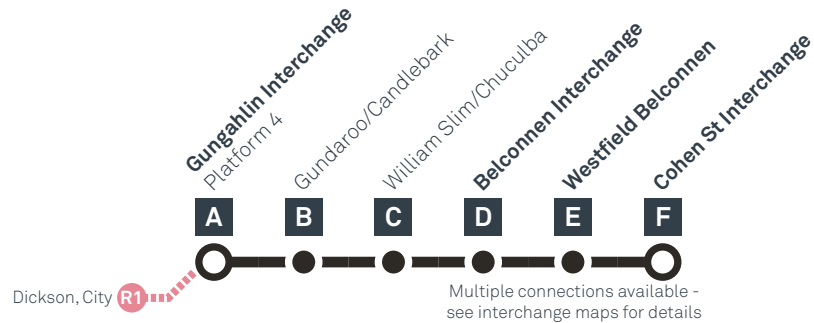 Gungahlin Interchange
Platform 4
Gundaroo/Candlebark
William Slim/Chuculba
Belconnen Interchange
Westfield Belconnen
Cohen St Interchange
A
B
C
D
E
F
Dickson, City R1
Multiple connections available -
see interchange maps for details